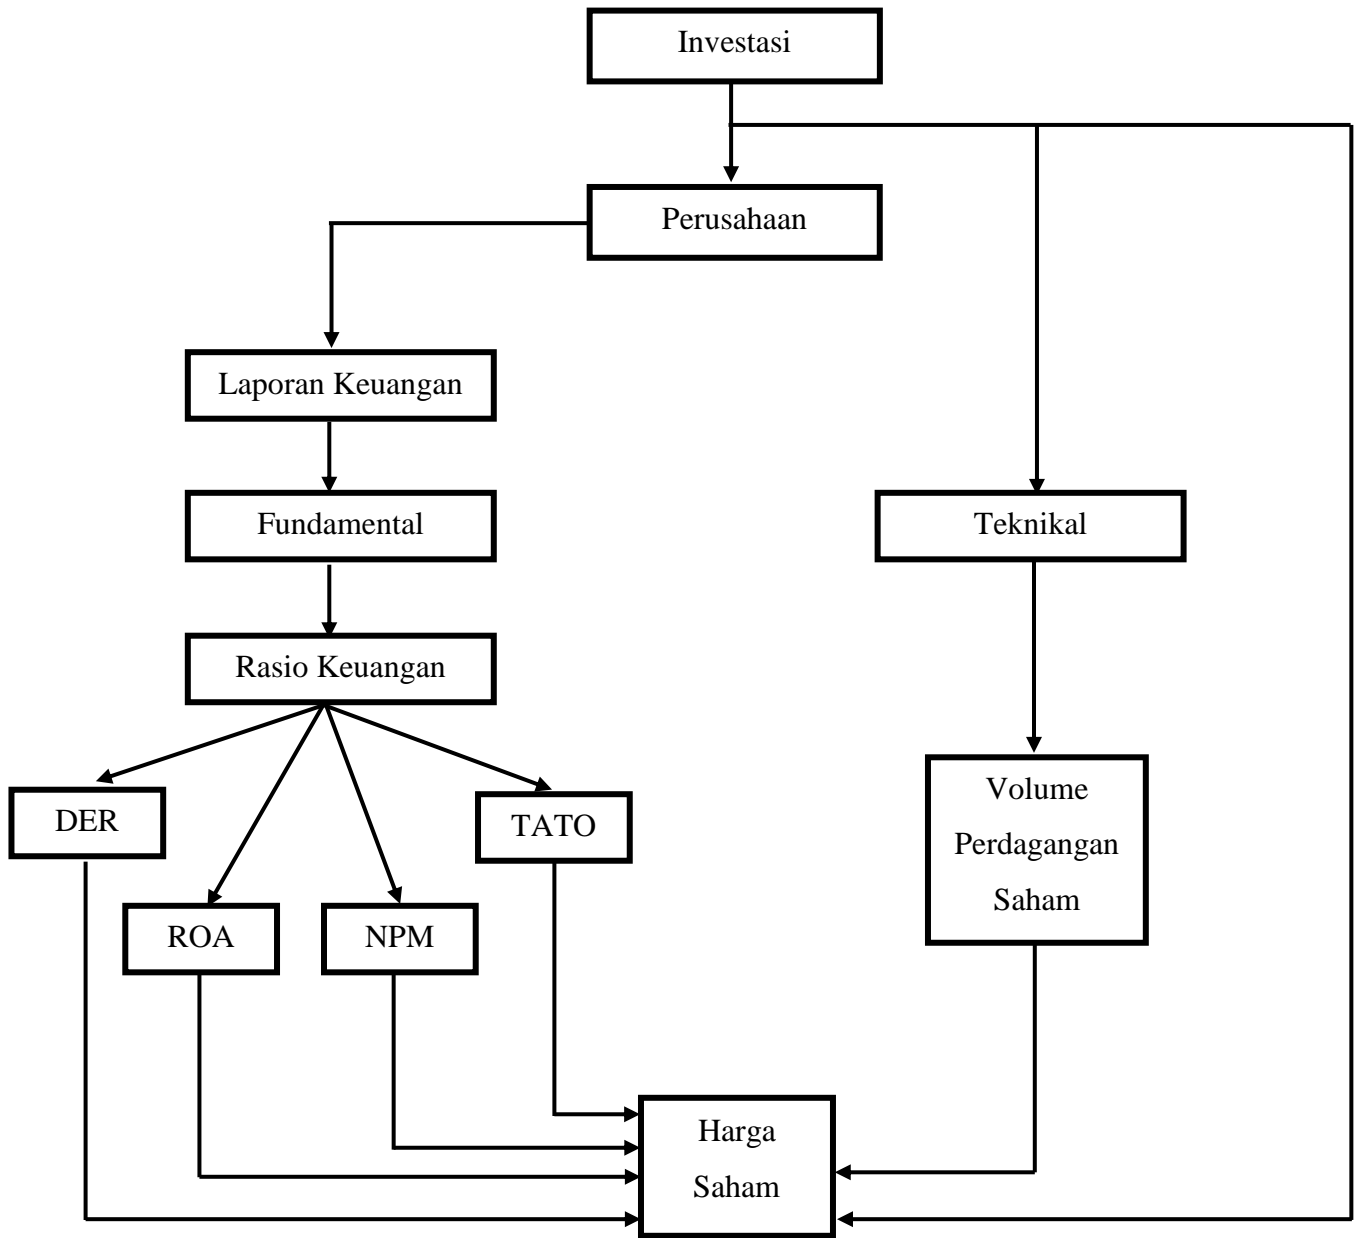 Investasi
Perusahaan
Laporan Keuangan
Fundamental
Teknikal
Rasio Keuangan
DER
TATO
ROA
NPM
Volume
Perdagangan
Saham
Harga
Saham